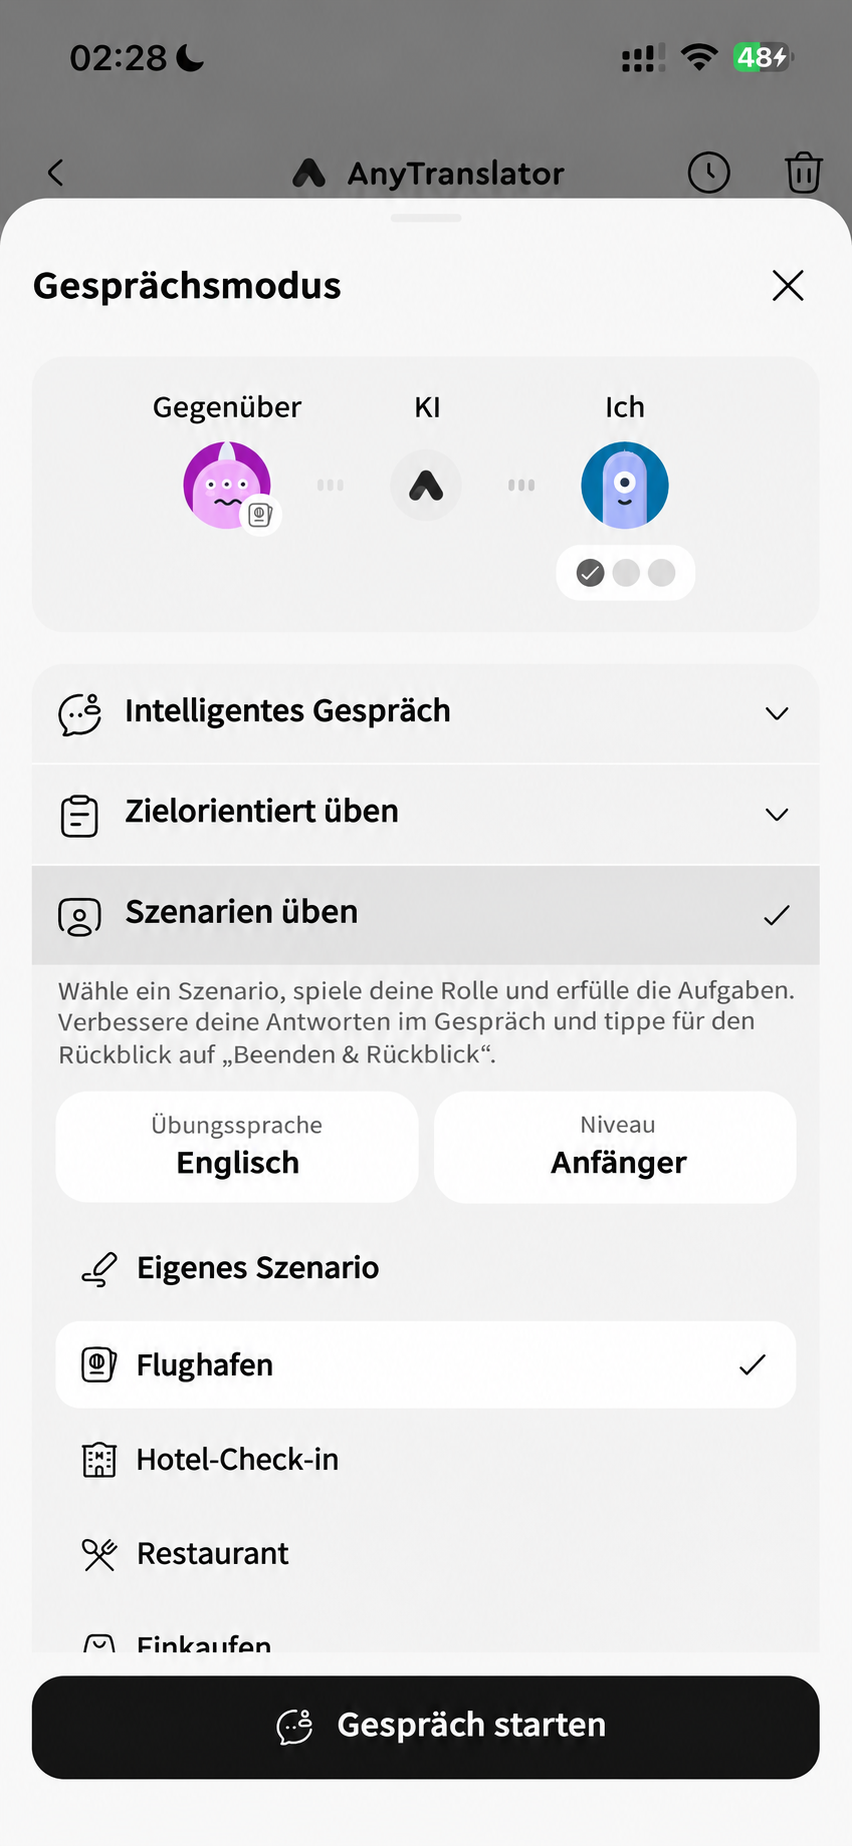 02:28
48
AnyTranslator
Gesprächsmodus
Gegenüber
KI
Ich
Intelligentes Gespräch
Zielorientiert üben
Szenarien üben
Wähle ein Szenario, spiele deine Rolle und erfülle die Aufgaben.
Verbessere deine Antworten im Gespräch und tippe für den
Rückblick auf „Beenden & Rückblick“.
Übungssprache
Englisch
Niveau
Anfänger
Eigenes Szenario
Flughafen
Hotel-Check-in
Restaurant
Einkaufen
Gespräch starten